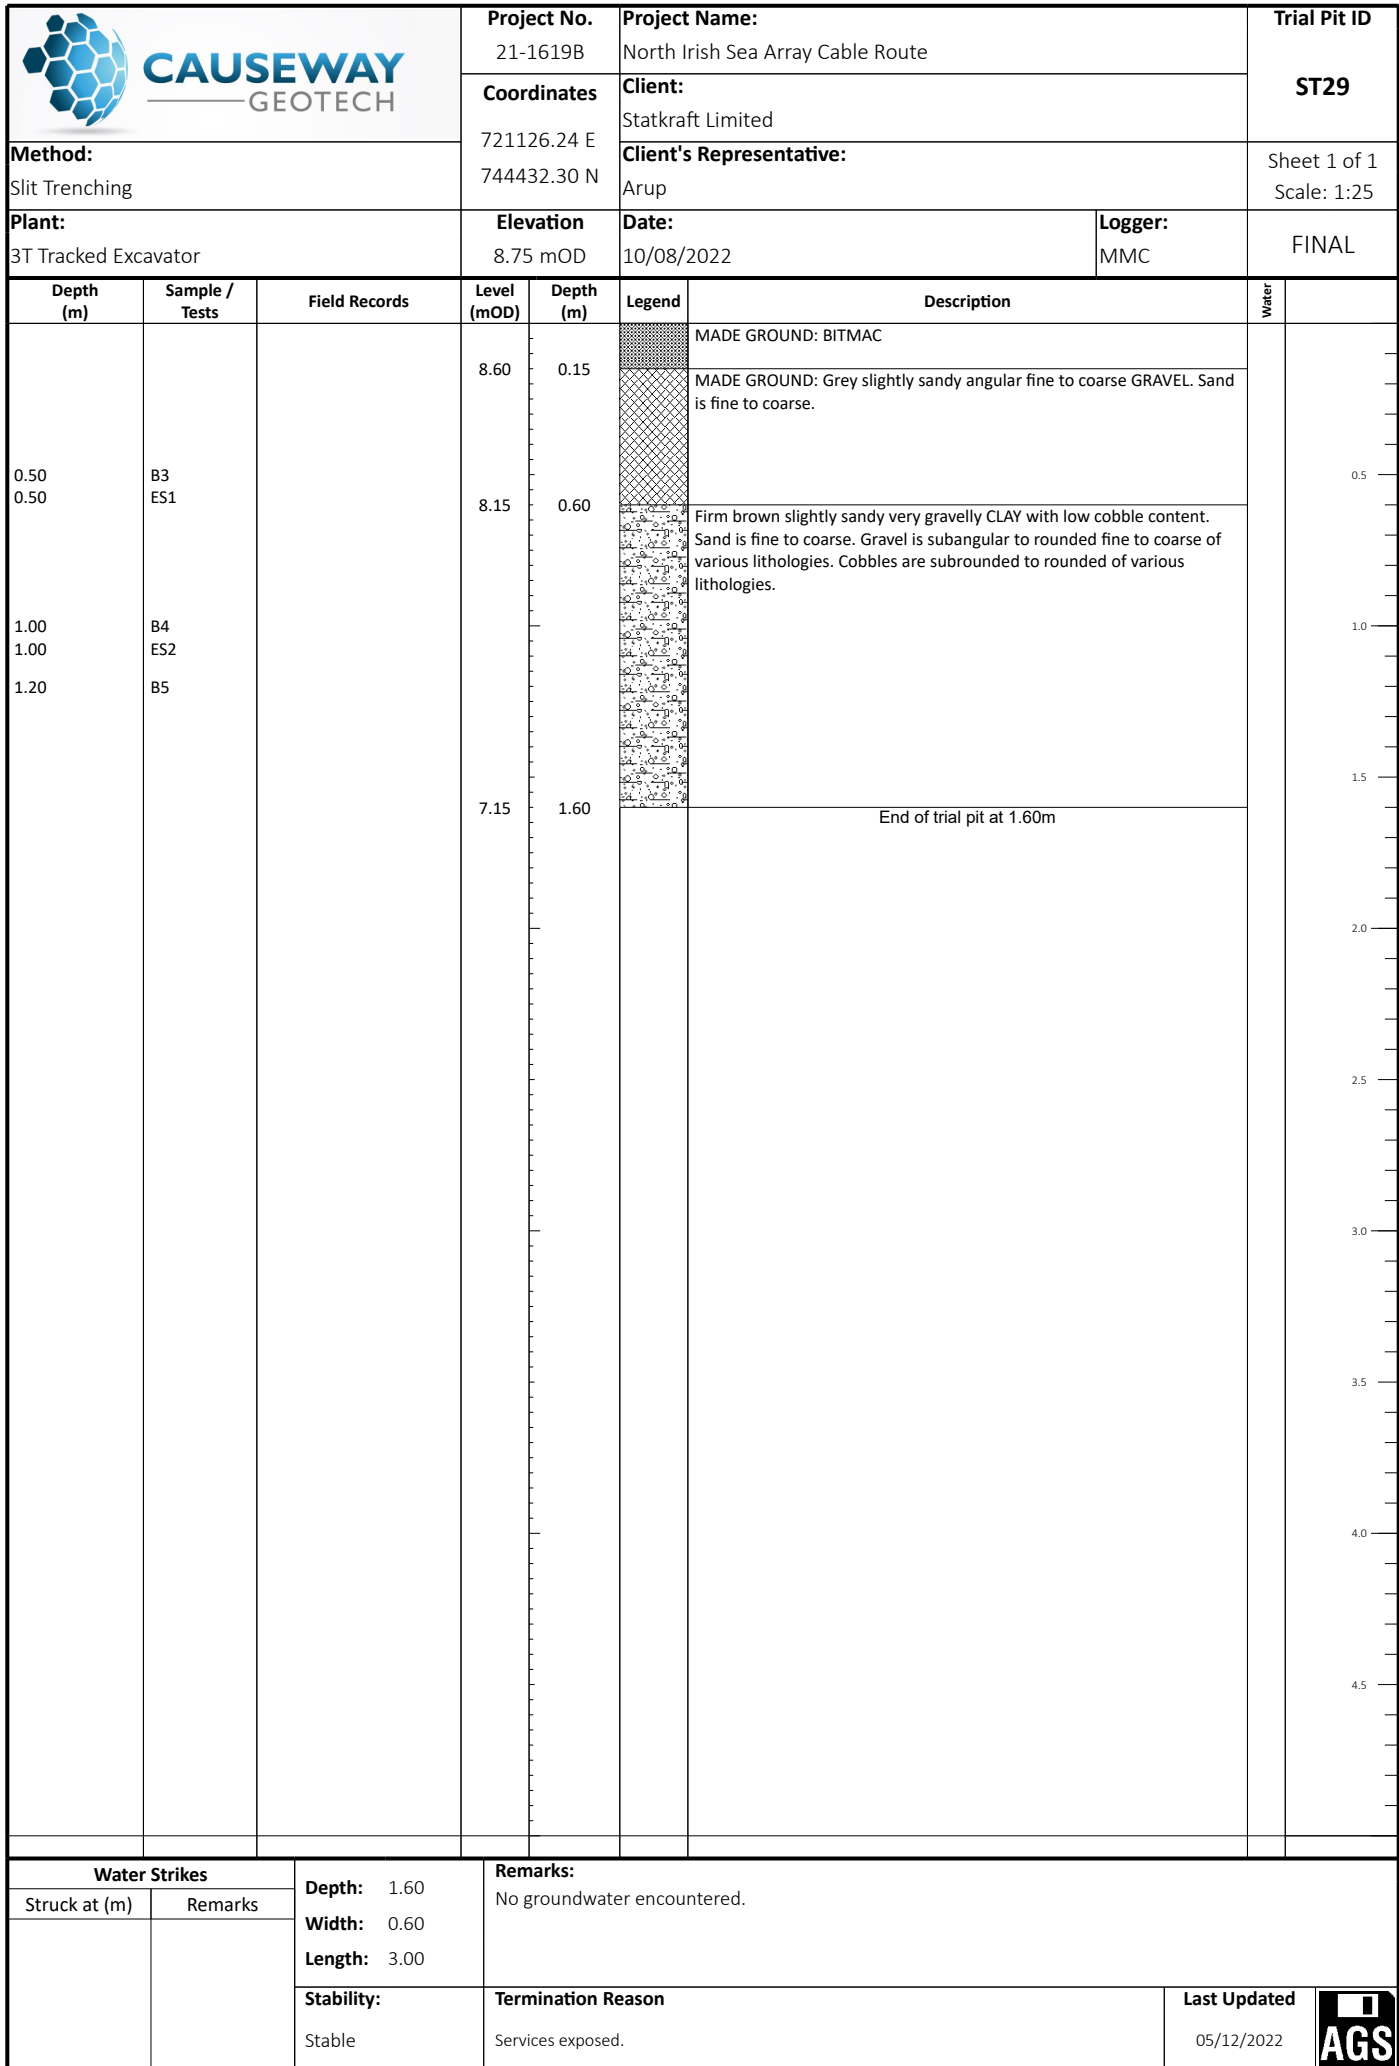 CAUSEWAY
GEOTECH
Project No.
21-1619B
Project Name:
North Irish Sea Array Cable Route
Trial Pit ID
ST29
Coordinates
721126.24 E
744432.30 N
Client:
Statkraft Limited
Method:
Slit Trenching
Client's Representative:
Arup
Sheet 1 of 1
Scale: 1:25
Plant:
3T Tracked Excavator
Elevation
8.75 mOD
Date:
10/08/2022
Logger:
MMC
FINAL
Depth
(m)
Sample /
Tests
Field Records
Level
(mOD)
Depth
(m)
Legend
Description
Water
MADE GROUND: BITMAC
8.60 0.15
MADE GROUND: Grey slightly sandy angular fine to coarse GRAVEL. Sand
is fine to coarse.
0.50 B3
0.5
0.50 ES1
8.15 0.60
Firm brown slightly sandy very gravelly CLAY with low cobble content.
Sand is fine to coarse. Gravel is subangular to rounded fine to coarse of
various lithologies. Cobbles are subrounded to rounded of various
lithologies.
1.00 B4
1.0
1.00 ES2
1.20 B5
1.5
7.15 1.60
End of trial pit at 1.60m
2.0
2.5
3.0
3.5
4.0
4.5
Water Strikes
Struck at (m) Remarks
Depth: 1.60
Width: 0.60
Length: 3.00
Remarks:
No groundwater encountered.
Stability:
Stable
Termination Reason
Services exposed.
Last Updated
05/12/2022
AGS